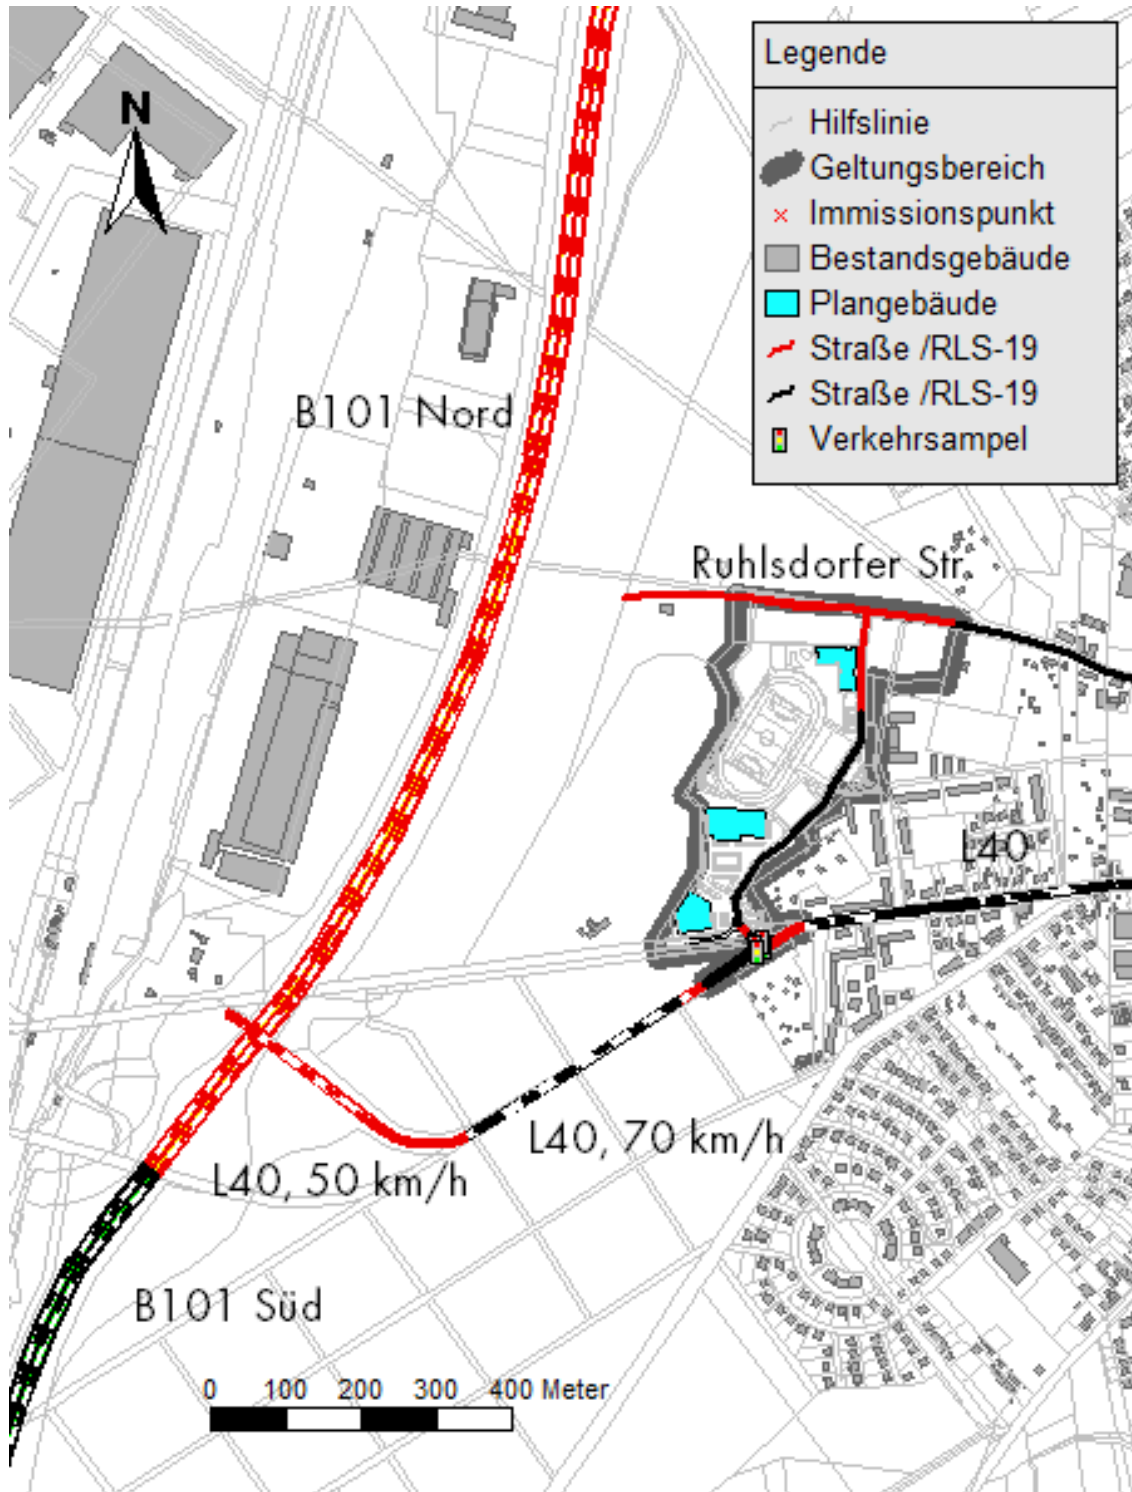 Legende
Hilfslinie
Geltungsbereich
Immissionspunkt
Bestandsgebäude
Plangebäude
Straße /RLS-19
Straße /RLS-19
Verkehrsampel
N
B101 Nord
Ruhlsdorfer Str.
L40
L40, 70 km/h
L40, 50 km/h
B101 Süd
0 100 200 300 400 Meter